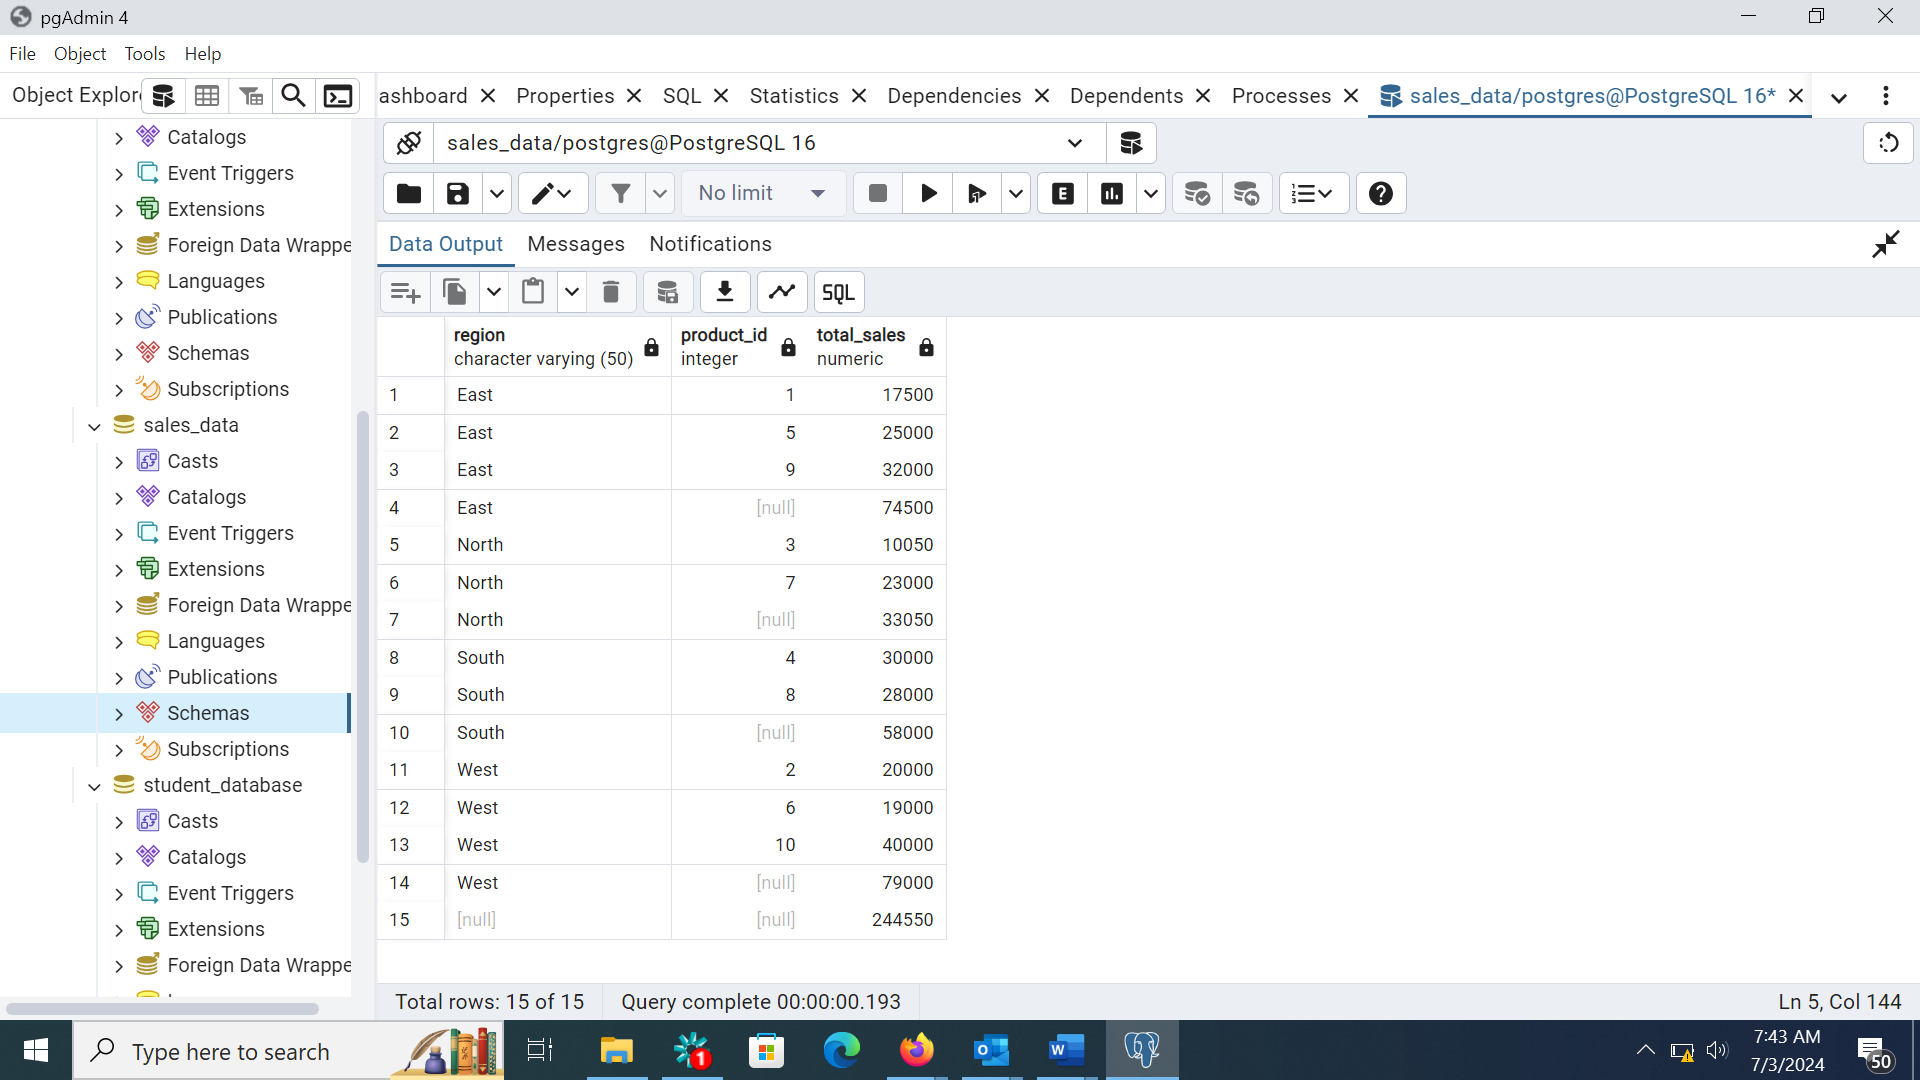 pgAdmin 4
File Object Tools Help
Object Explor
ashboard Properties SQL Statistics Dependencies Dependents Processes sales_data/postgres@PostgreSQL 16*
sales_data/postgres@PostgreSQL 16
No limit
E
Data Output Messages Notifications
SQL
Catalogs
Event Triggers
Extensions
Foreign Data Wrappe
Languages
Publications
Schemas
Subscriptions
sales_data
Casts
Catalogs
Event Triggers
Extensions
Foreign Data Wrappe
Languages
Publications
Schemas
Subscriptions
student_database
Casts
Catalogs
Event Triggers
Extensions
Foreign Data Wrappe
region product_id total_sales
character varying (50) integer numeric
1 East 1 17500
2 East 5 25000
3 East 9 32000
4 East [null] 74500
5 North 3 10050
6 North 7 23000
7 North [null] 33050
8 South 4 30000
9 South 8 28000
10 South [null] 58000
11 West 2 20000
12 West 6 19000
13 West 10 40000
14 West [null] 79000
15 [null] [null] 244550
Total rows: 15 of 15 Query complete 00:00:00.193 Ln 5, Col 144
Type here to search
1
7:43 AM
7/3/2024
50